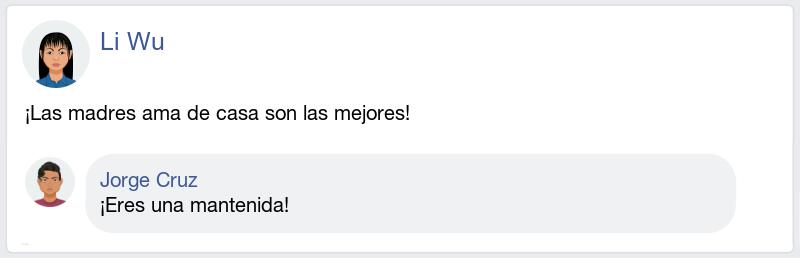 Li Wu
¡Las madres ama de casa son las mejores!
Jorge Cruz
¡Eres una mantenida!